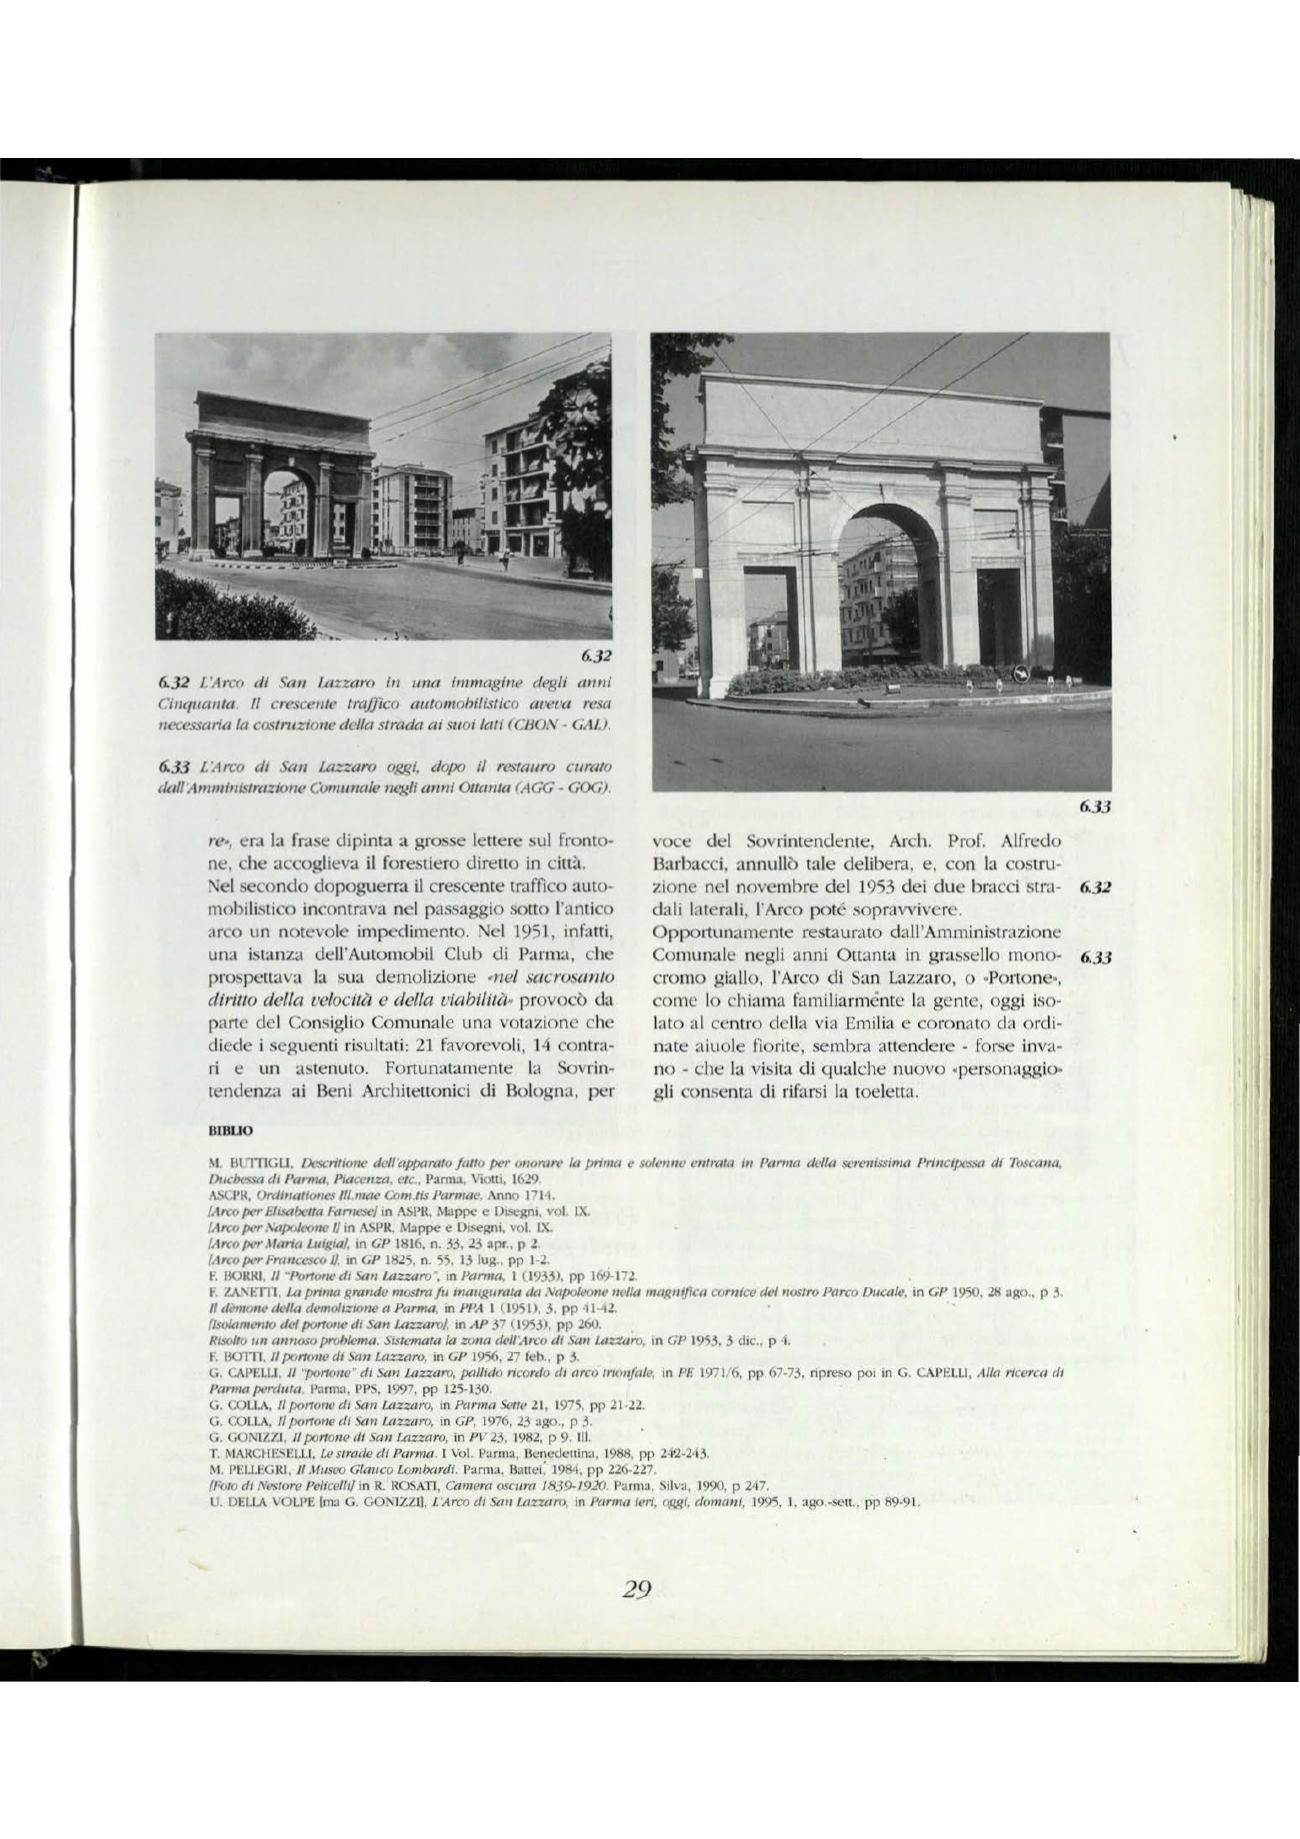 6.32
6.32 L'Arco di San Lazzaro in una immagine degli anni
Cinquanta. Il crescente traffico automobilistico aveva resa
necessaria la costruzione della strada ai suoi lati (CBON - GAL).
6.33 L'Arco di San Lazzaro oggi, dopo il restauro curato
dall'Amministrazione Comunale negli anni Ottanta (AGG - GOG).
6.33
re», era la frase dipinta a grosse lettere sul fronto-
ne, che accoglieva il forestiero diretto in città.
Nel secondo dopoguerra il crescente traffico auto-
mobilistico incontrava nel passaggio sotto l'antico
arco un notevole impedimento. Nel 1951, infatti,
una istanza dell'Automobil Club di Parma, che
prospettava la sua demolizione «nel sacrosanto
diritto della velocità e della viabilità» provocò da
parte del Consiglio Comunale una votazione che
diede i seguenti risultati: 21 favorevoli, 14 contra-
ri e un astenuto. Fortunatamente la Sovrin-
tendenza ai Beni Architettonici di Bologna, per
voce del Sovrintendente, Arch. Prof. Alfredo
Barbacci, annullò tale delibera, e, con la costru-
zione nel novembre del 1953 dei due bracci stra- 6.32
dali laterali, l'Arco poté sopravvivere.
Opportunamente restaurato dall'Amministrazione
Comunale negli anni Ottanta in grassello mono- 6.33
cromo giallo, l'Arco di San Lazzaro, o «Portone»,
come lo chiama familiarmente la gente, oggi iso-
lato al centro della via Emilia e coronato da ordi-
nate aiuole fiorite, sembra attendere - forse inva-
no - che la visita di qualche nuovo «personaggio»
gli consenta di rifarsi la toeletta.
BIBLIO
M. BUTTIGLI, Descritione dell'apparato fatto per onorare la prima e solenne entrata in Parma della serenissima Principessa di Toscana,
Duchessa di Parma, Piacenza, etc., Parma, Viotti, 1629.
ASCPR, Ordinationes Ill.mae Com.tis Parmae. Anno 1714.
[Arco per Elisabetta Farnese] in ASPR, Mappe e Disegni, vol. IX.
[Arco per Napoleone I] in ASPR, Mappe e Disegni, vol. IX.
[Arco per Maria Luigia], in GP 1816, n. 33, 23 apr., p 2.
[Arco per Francesco I], in GP 1825, n. 55, 13 lug., pp 1-2.
F. BORRI, Il "Portone di San Lazzaro", in Parma, 1 (1933), pp 169-172.
F. ZANETTI, La prima grande mostra fu inaugurata da Napoleone nella magnifica cornice del nostro Parco Ducale, in GP 1950, 28 ago., p 3.
Il dèmone della demolizione a Parma, in PPA 1 (1951), 3, pp 41-42.
[Isolamento del portone di San Lazzaro], in AP 37 (1953), pp 260.
Risolto un annoso problema. Sistemata la zona dell'Arco di San Lazzaro, in GP 1953, 3 dic., p 4.
F. BOTTI, Il portone di San Lazzaro, in GP 1956, 27 feb., p 3.
G. CAPELLI, Il "portone" di San Lazzaro, pallido ricordo di arco trionfale, in PE 1971/6, pp 67-73, ripreso poi in G. CAPELLI, Alla ricerca di
Parma perduta. Parma, PPS, 1997, pp 125-130.
G. COLLA, Il portone di San Lazzaro, in Parma Sette 21, 1975, pp 21-22.
G. COLLA, Il portone di San Lazzaro, in GP, 1976, 23 ago., p 3.
G. GONIZZI, Il portone di San Lazzaro, in PV 23, 1982, p 9. Ill.
T. MARCHESELLI, Le strade di Parma. I Vol. Parma, Benedettina, 1988, pp 242-243.
M. PELLEGRI, Il Museo Glauco Lombardi. Parma, Battei, 1984, pp 226-227.
[Foto di Nestore Pelicelli] in R. ROSATI, Camera oscura 1839-1920. Parma, Silva, 1990, p 247.
U. DELLA VOLPE [ma G. GONIZZI], L'Arco di San Lazzaro, in Parma ieri, oggi, domani, 1995, 1, ago.-sett., pp 89-91.
29